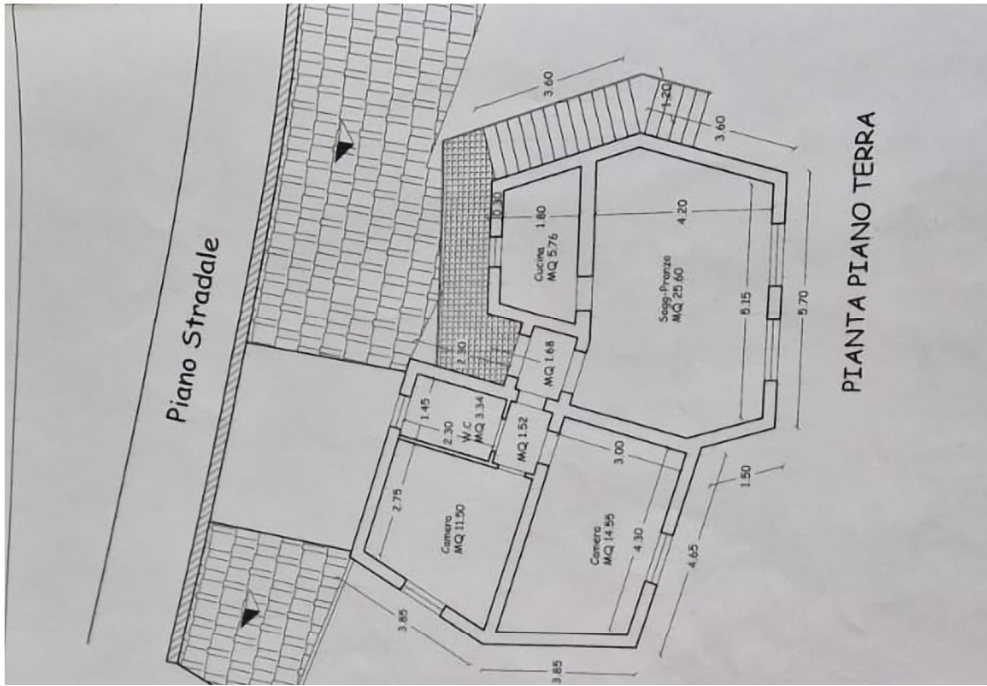 Piano Stradale
PIANTA PIANO TERRA
3.60
1.20
3.60
0.30
1.80
Cucina
MQ 5.76
4.20
Sogg-Pranzo
MQ 25.60
5.15
5.70
2.30
MQ 1.68
1.45
2.30
W.C
MQ 3.34
MQ 1.52
2.75
Camera
MQ 11.50
3.00
Camera
MQ 14.55
4.30
1.50
4.65
3.85
3.85